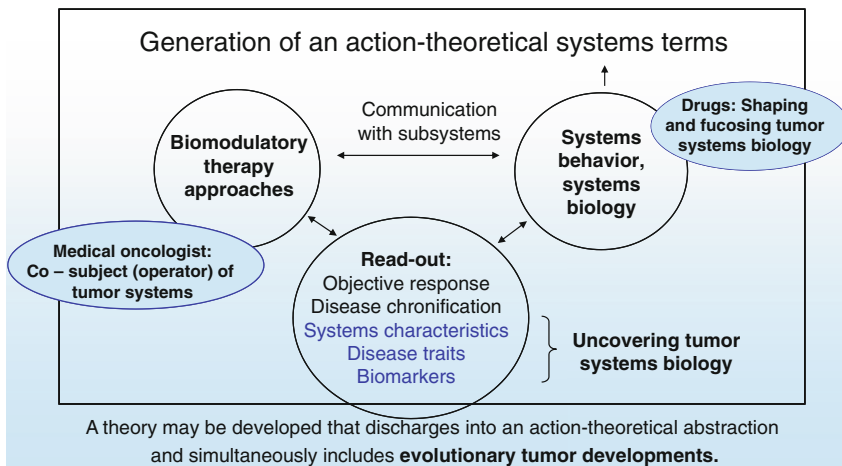 Generation of an action-theoretical systems terms
Communication
with subsystems
Biomodulatory
therapy
approaches
Systems
behavior,
systems
biology
Drugs: Shaping
and fucosing tumor
systems biology
Medical oncologist:
Co – subject (operator) of
tumor systems
Read-out:
Objective response
Disease chronification
Systems characteristics
Disease traits
Biomarkers
Uncovering tumor
systems biology
A theory may be developed that discharges into an action-theoretical abstraction
and simultaneously includes evolutionary tumor developments.